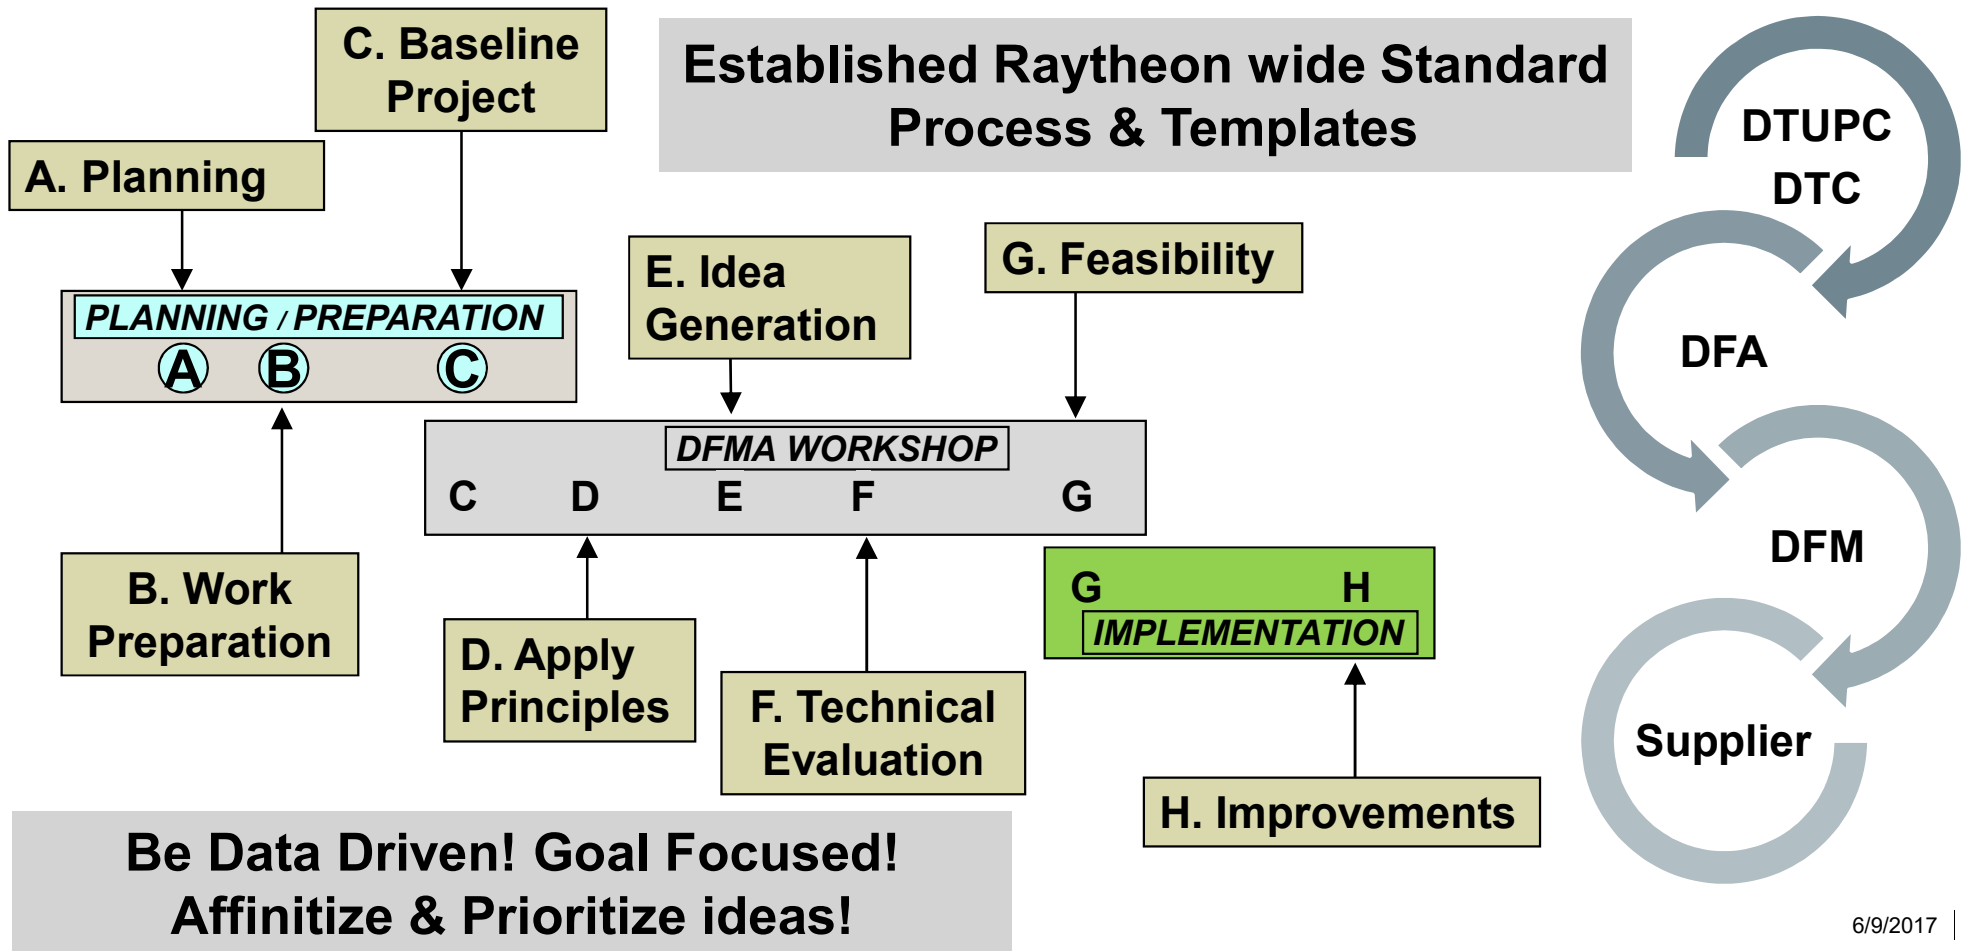 C. Baseline
Project
Established Raytheon wide Standard
Process & Templates
A. Planning
PLANNING / PREPARATION
A B C
B. Work
Preparation
E. Idea
Generation
G. Feasibility
DFMA WORKSHOP
C D E F G
D. Apply
Principles
F. Technical
Evaluation
G H
IMPLEMENTATION
H. Improvements
Be Data Driven! Goal Focused!
Affinitize & Prioritize ideas!
DTUPC
DTC
DFA
DFM
Supplier
6/9/2017